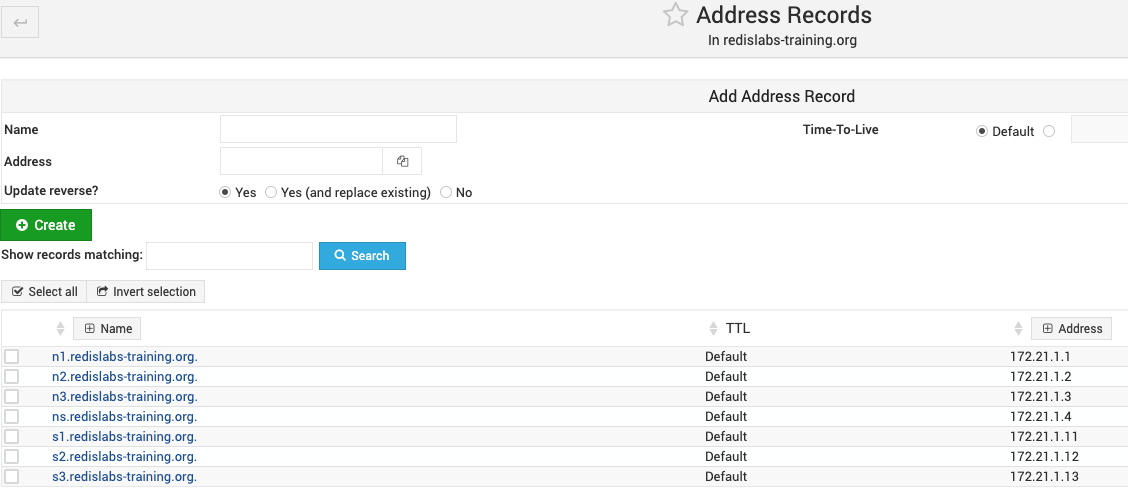 Address Records
In redislabs-training.org
Add Address Record
Name Time-To-Live Default
Address
Update reverse? Yes Yes (and replace existing) No
Create
Show records matching: Search
Select all Invert selection
Name TTL Address
n1.redislabs-training.org. Default 172.21.1.1
n2.redislabs-training.org. Default 172.21.1.2
n3.redislabs-training.org. Default 172.21.1.3
ns.redislabs-training.org. Default 172.21.1.4
s1.redislabs-training.org. Default 172.21.1.11
s2.redislabs-training.org. Default 172.21.1.12
s3.redislabs-training.org. Default 172.21.1.13